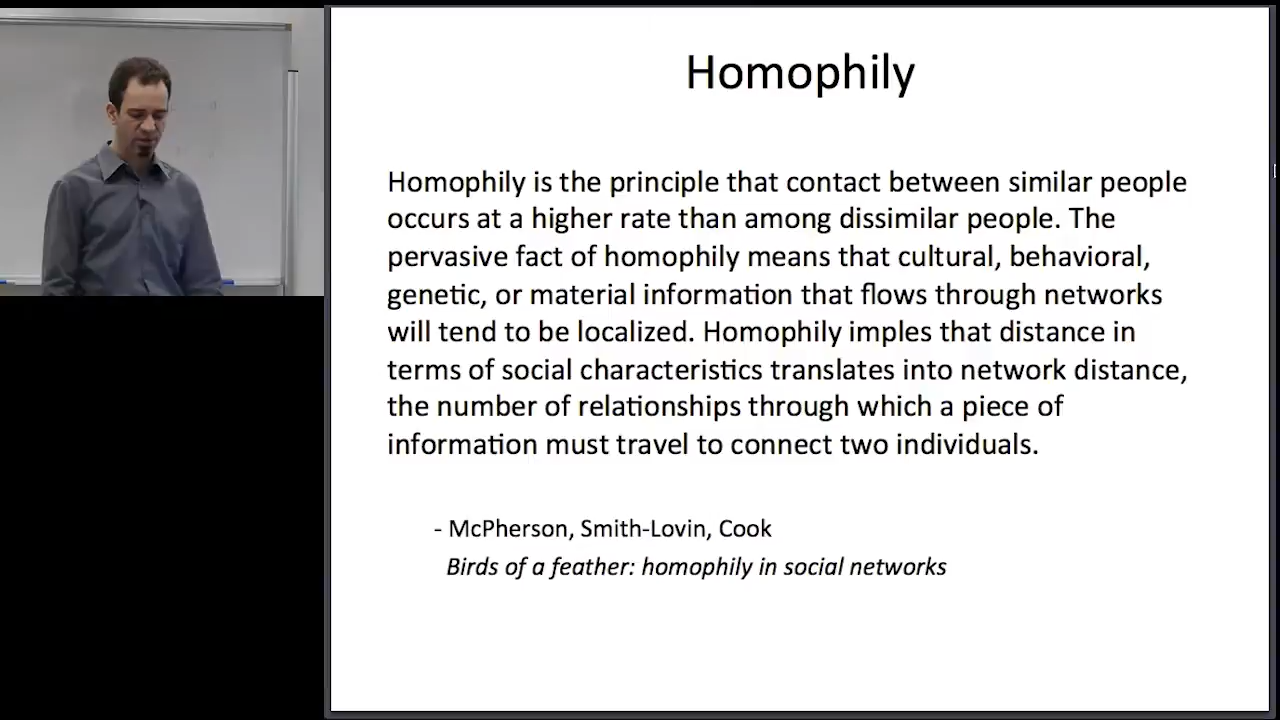 Homophily
Homophily is the principle that contact between similar people
occurs at a higher rate than among dissimilar people. The
pervasive fact of homophily means that cultural, behavioral,
genetic, or material information that flows through networks
will tend to be localized. Homophily imples that distance in
terms of social characteristics translates into network distance,
the number of relationships through which a piece of
information must travel to connect two individuals.
- McPherson, Smith-Lovin, Cook
Birds of a feather: homophily in social networks